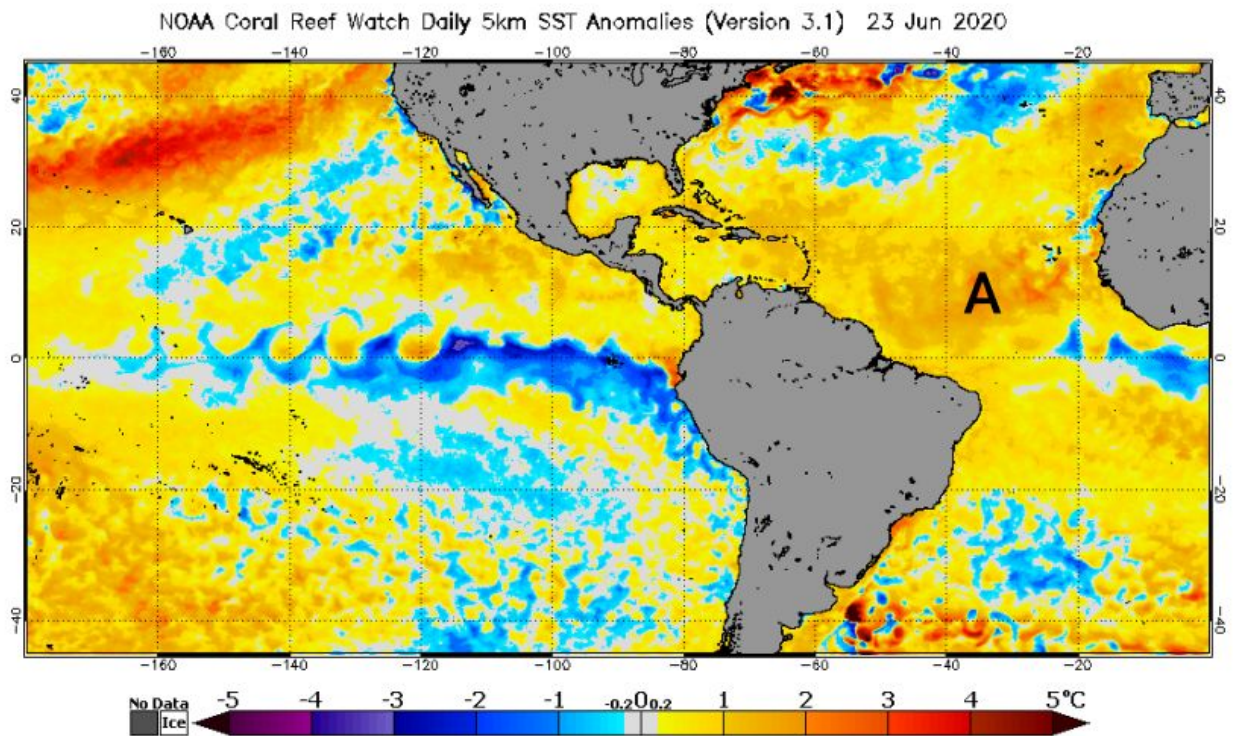 NOAA Coral Reef Watch Daily 5km SST Anomalies (Version 3.1) 23 Jun 2020
-160 -140 -120 -100 -80 -60 -40 -20
40 40
20 20
A
0 0
-20 -20
-40 -40
-160 -140 -120 -100 -80 -60 -40 -20
No Data -5 -4 -3 -2 -1 -0.2 0 0.2 1 2 3 4 5°C
Ice